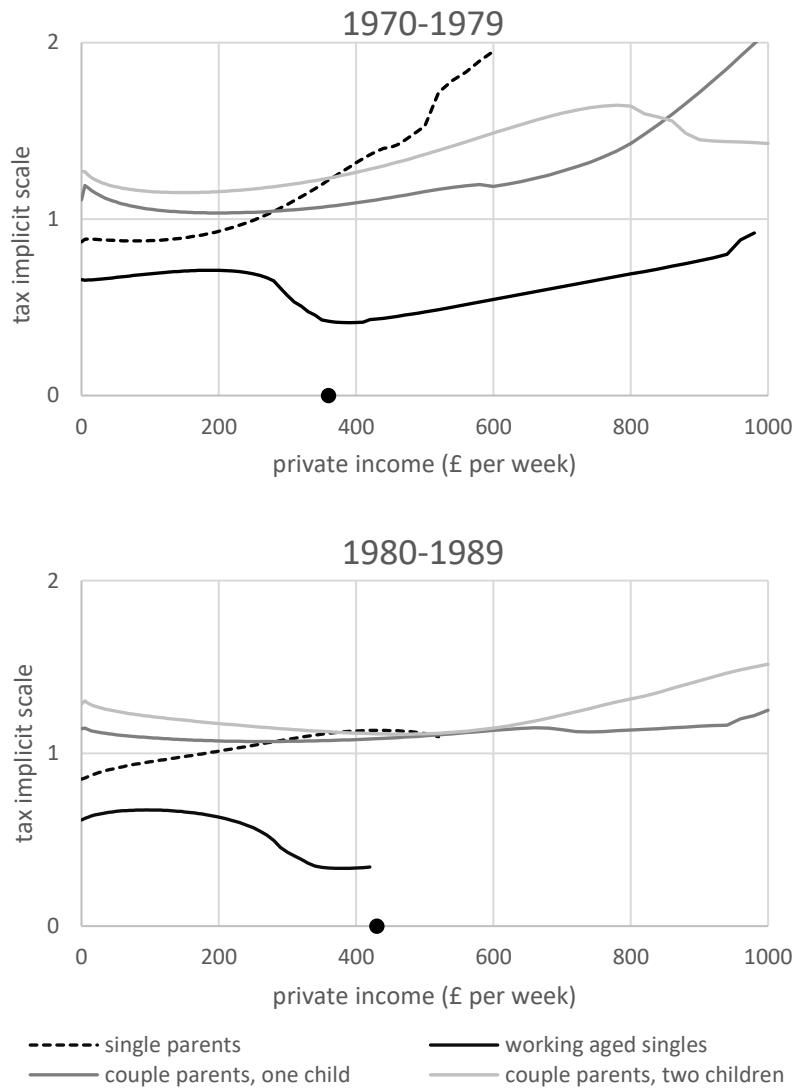 1970-1979
2
1
0
tax implicit scale
0 200 400 600 800 1000
private income (£ per week)
1980-1989
2
1
0
tax implicit scale
0 200 400 600 800 1000
private income (£ per week)
single parents working aged singles
couple parents, one child couple parents, two children